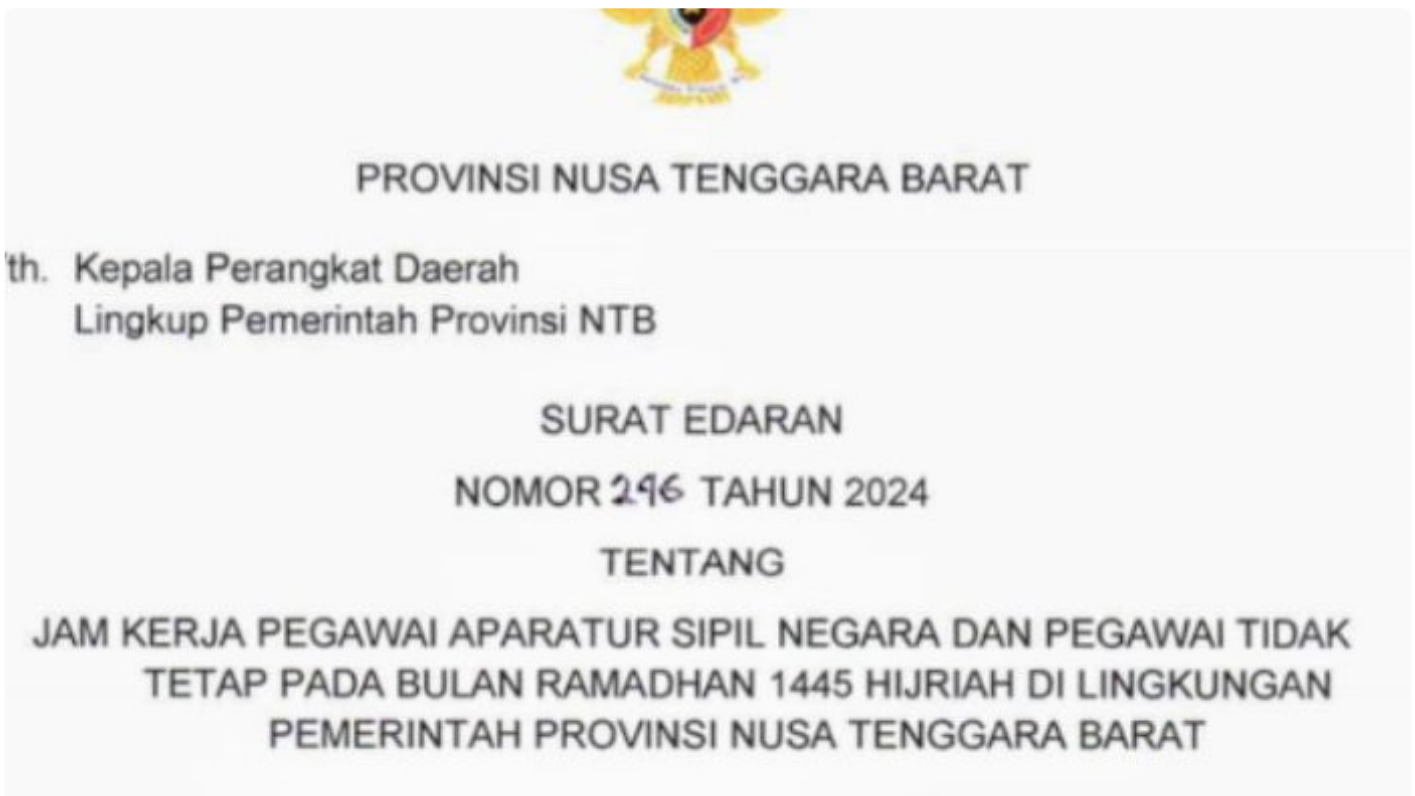 PROVINSI NUSA TENGGARA BARAT
th. Kepala Perangkat Daerah
Lingkup Pemerintah Provinsi NTB
SURAT EDARAN
NOMOR 296 TAHUN 2024
TENTANG
JAM KERJA PEGAWAI APARATUR SIPIL NEGARA DAN PEGAWAI TIDAK
TETAP PADA BULAN RAMADHAN 1445 HIJRIAH DI LINGKUNGAN
PEMERINTAH PROVINSI NUSA TENGGARA BARAT